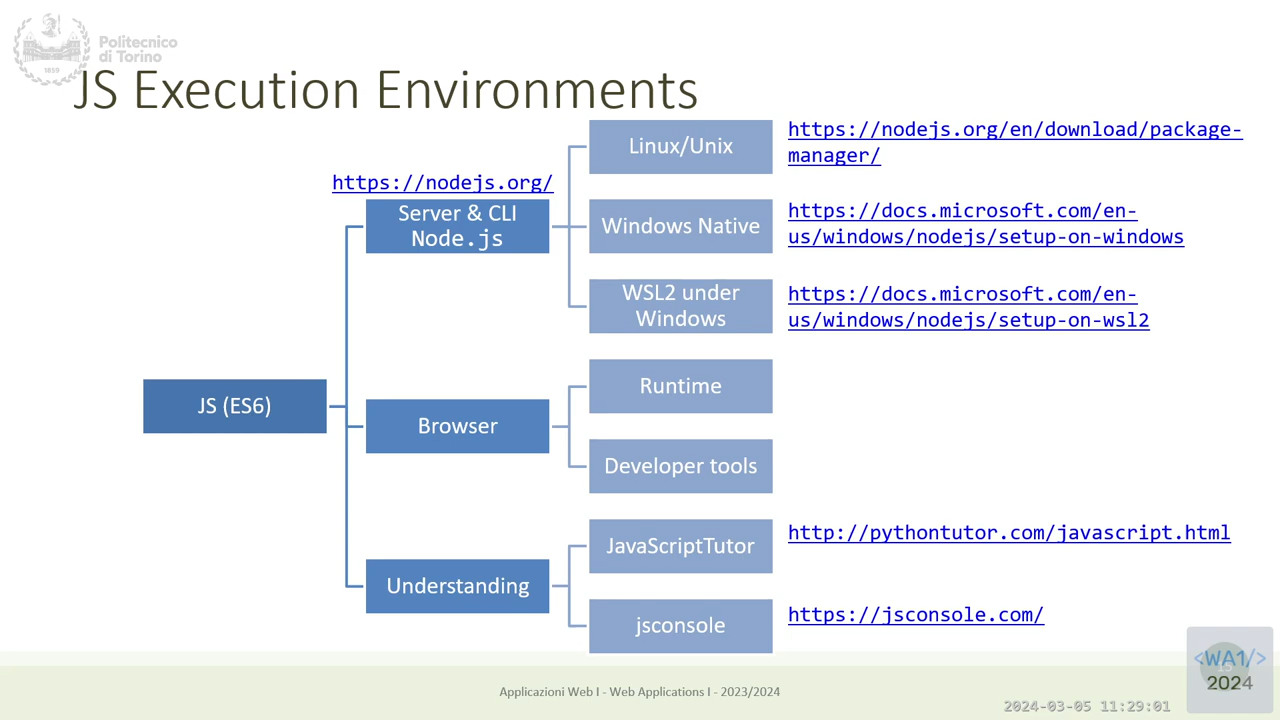 Politecnico
di Torino
1859
JS Execution Environments
https://nodejs.org/
Server & CLI
Node.js
Linux/Unix
https://nodejs.org/en/download/package-
manager/
Windows Native
https://docs.microsoft.com/en-
us/windows/nodejs/setup-on-windows
WSL2 under
Windows
https://docs.microsoft.com/en-
us/windows/nodejs/setup-on-wsl2
JS (ES6)
Browser
Runtime
Developer tools
Understanding
JavaScriptTutor
http://pythontutor.com/javascript.html
jsconsole
https://jsconsole.com/
Applicazioni Web I - Web Applications I - 2023/2024
2024-03-05 11:29:01
<WA1/>
2024